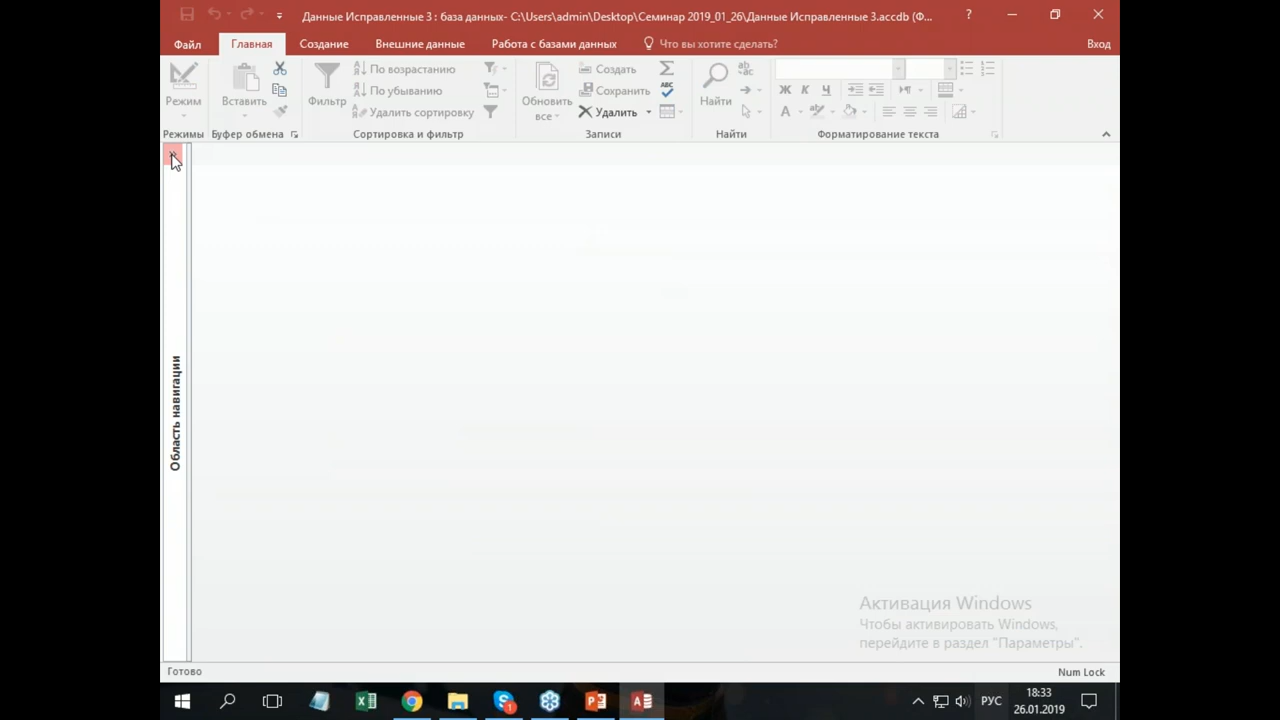 Данные Исправленные 3 : база данных- C:\Users\admin\Desktop\Семинар 2019_01_26\Данные Исправленные 3.accdb (Ф...
?
Файл Главная Создание Внешние данные Работа с базами данных Что вы хотите сделать? Вход
По возрастанию
Создать
По убыванию
Сохранить
Режим Вставить Фильтр Обновить все Найти
Удалить сортировку
Удалить
Ж К Ч
А
Режимы Буфер обмена Сортировка и фильтр Записи Найти Форматирование текста
»
Область навигации
Активация Windows
Чтобы активировать Windows,
перейдите в раздел "Параметры".
Готово Num Lock
РУС
18:33
26.01.2019